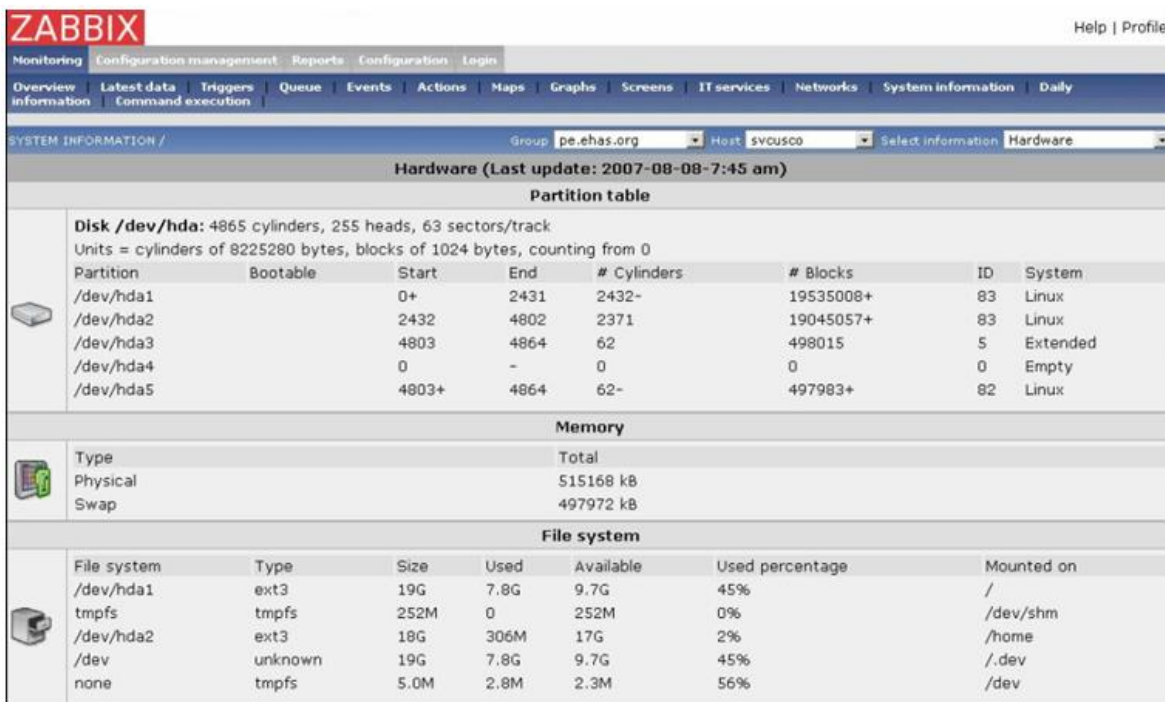 ZABBIX
Help | Profile
Monitoring Configuration management Reports Configuration Login
Overview | Latest data | Triggers | Queue | Events | Actions | Maps | Graphs | Screens | IT services | Networks | System information | Daily
information | Command execution |
SYSTEM INFORMATION / Group pe.ehas.org Host svcusco Select information Hardware
Hardware (Last update: 2007-08-08-7:45 am)
Partition table
Disk /dev/hda: 4865 cylinders, 255 heads, 63 sectors/track
Units = cylinders of 8225280 bytes, blocks of 1024 bytes, counting from 0
Partition Bootable Start End # Cylinders # Blocks ID System
/dev/hda1 0+ 2431 2432- 19535008+ 83 Linux
/dev/hda2 2432 4802 2371 19045057+ 83 Linux
/dev/hda3 4803 4864 62 498015 5 Extended
/dev/hda4 0 - 0 0 0 Empty
/dev/hda5 4803+ 4864 62- 497983+ 82 Linux
Memory
Type Total
Physical 515168 kB
Swap 497972 kB
File system
File system Type Size Used Available Used percentage Mounted on
/dev/hda1 ext3 19G 7.8G 9.7G 45% /
tmpfs tmpfs 252M 0 252M 0% /dev/shm
/dev/hda2 ext3 18G 306M 17G 2% /home
/dev unknown 19G 7.8G 9.7G 45% /.dev
none tmpfs 5.0M 2.8M 2.3M 56% /dev